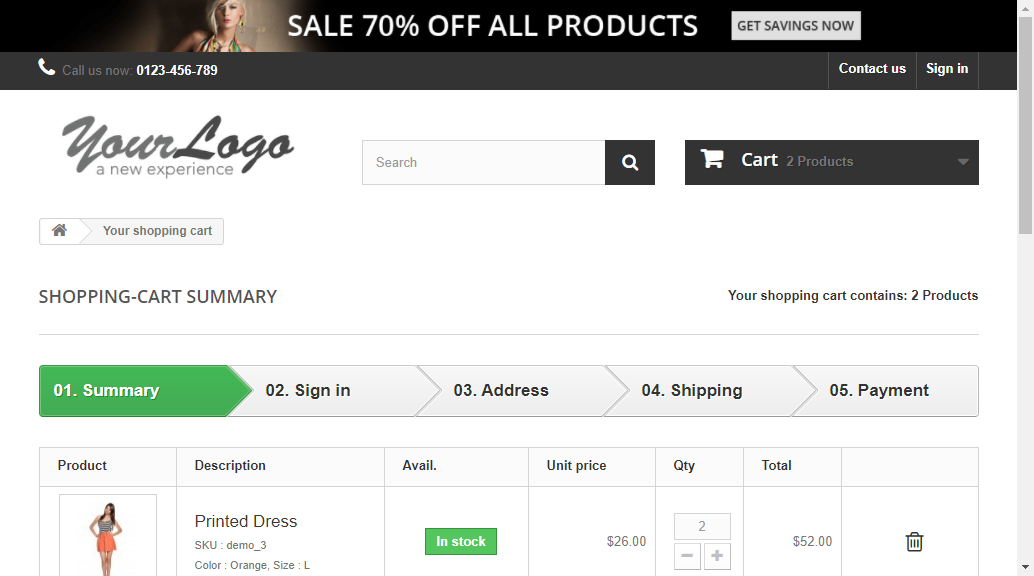 SALE 70% OFF ALL PRODUCTS GET SAVINGS NOW
Call us now: 0123-456-789 Contact us Sign in
YourLogo
a new experience
Search Cart 2 Products
Your shopping cart
SHOPPING-CART SUMMARY Your shopping cart contains: 2 Products
01. Summary 02. Sign in 03. Address 04. Shipping 05. Payment
Product Description Avail. Unit price Qty Total
Printed Dress
SKU : demo_3
Color : Orange, Size : L
In stock $26.00 2 $52.00